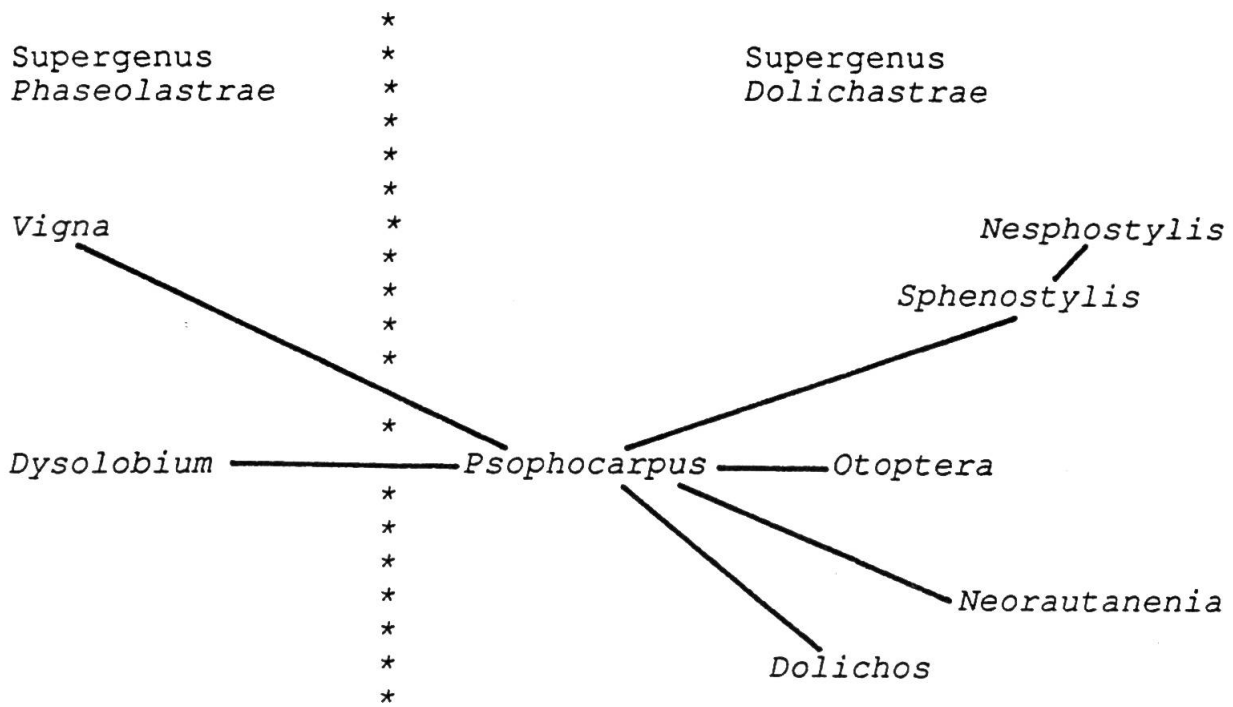 Supergenus
Phaseolastrae
Supergenus
Dolichastrae
Vigna
Nesphostylis
Sphenostylis
Dysolobium
Psophocarpus
Otoptera
Neorautanenia
Dolichos